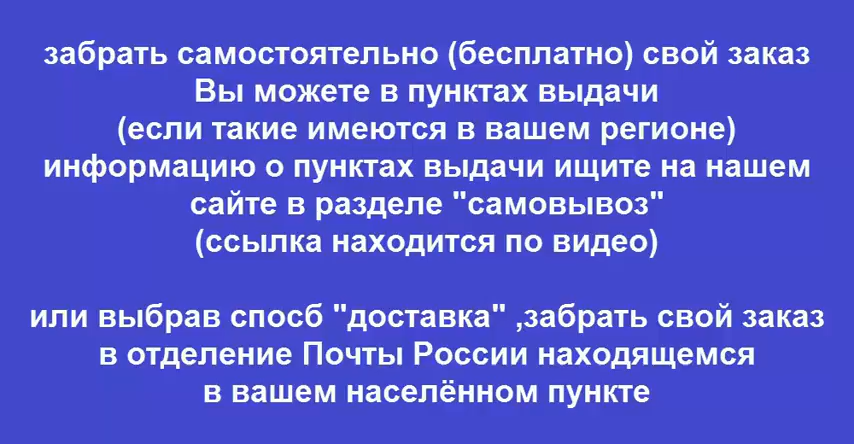 забрать самостоятельно (бесплатно) свой заказ
Вы можете в пунктах выдачи
(если такие имеются в вашем регионе)
информацию о пунктах выдачи ищите на нашем
сайте в разделе "самовывоз"
(ссылка находится по видео)
или выбрав спосб "доставка" ,забрать свой заказ
в отделение Почты России находящемся
в вашем населённом пункте